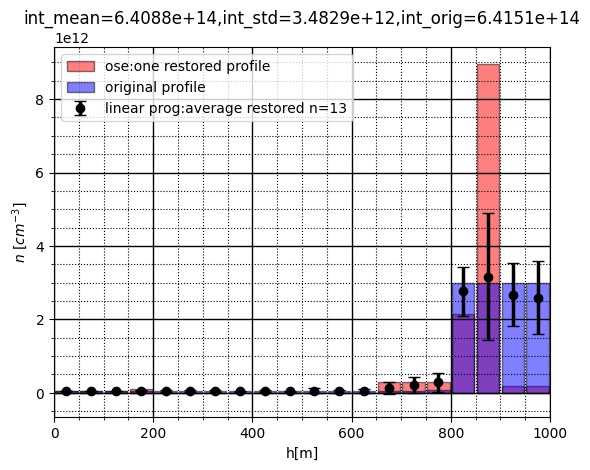 int_mean=6.4088e+14,int_std=3.4829e+12,int_orig=6.4151e+14
1e12
ose:one restored profile
original profile
linear prog:average restored n=13
8
6
4
2
0
n [cm⁻³]
0 200 400 600 800 1000
h[m]